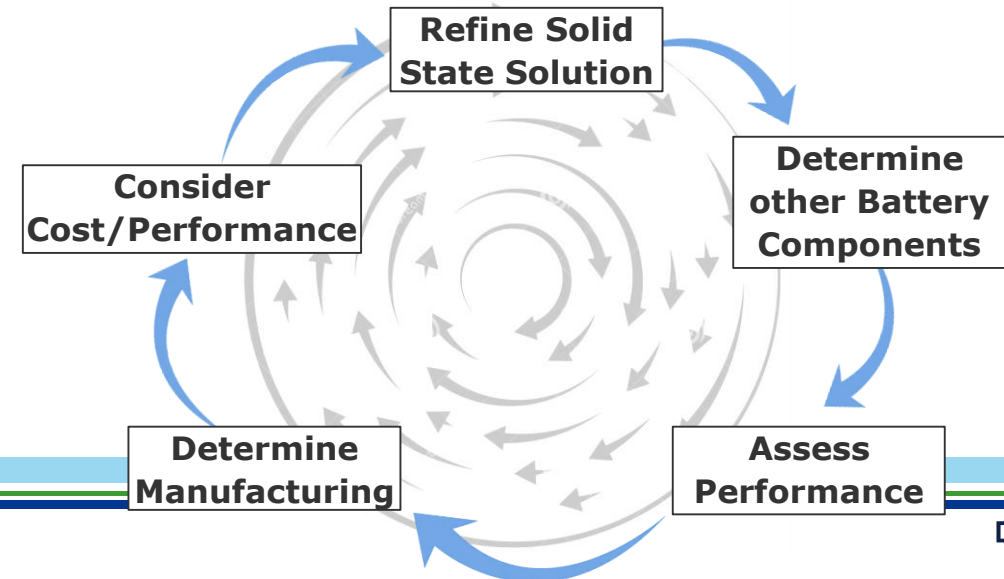 Refine Solid
State Solution
Determine
other Battery
Components
Consider
Cost/Performance
Assess
Performance
Determine
Manufacturing